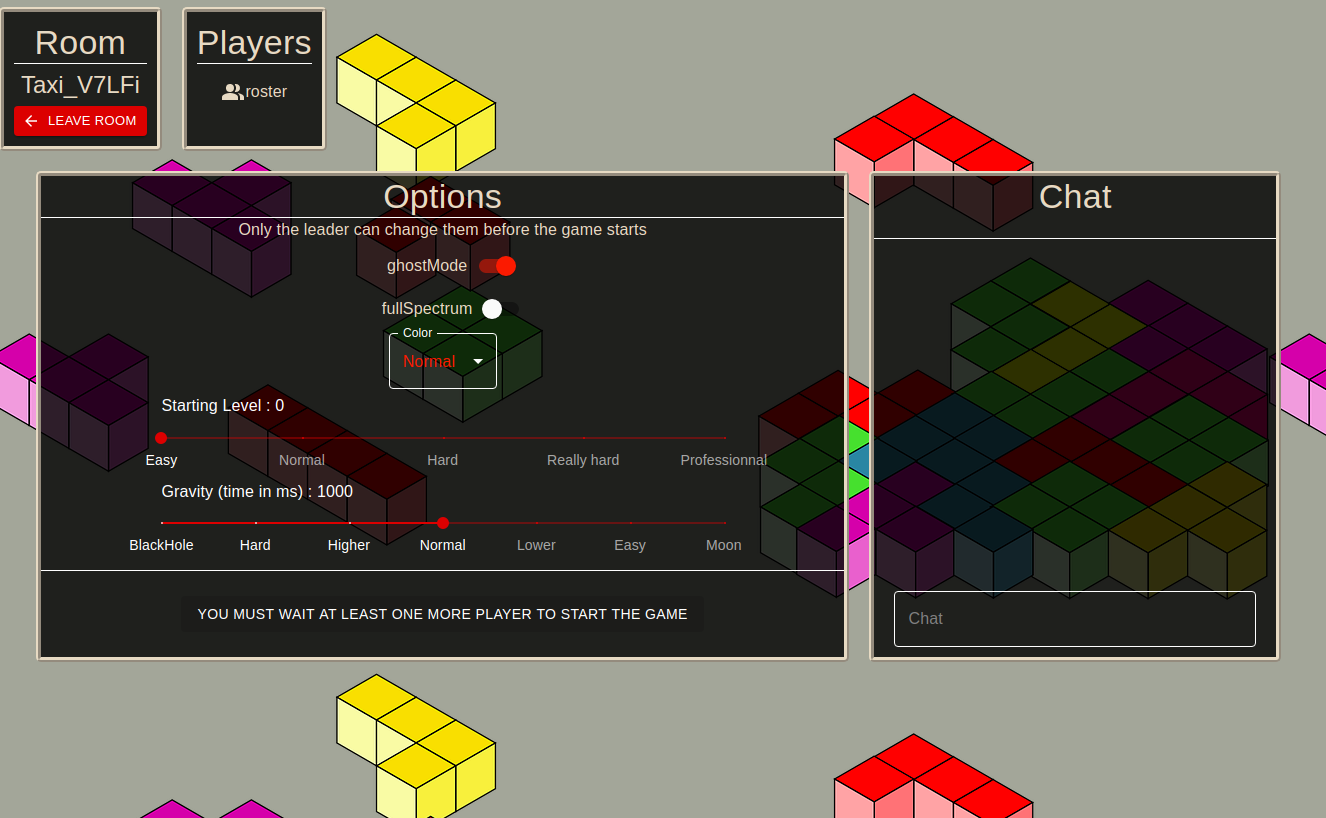 Room
Taxi_V7LFi
LEAVE ROOM
Players
roster
Options
Only the leader can change them before the game starts
ghostMode
fullSpectrum
Color
Normal
Starting Level : 0
Easy Normal Hard Really hard Professionnal
Gravity (time in ms) : 1000
BlackHole Hard Higher Normal Lower Easy Moon
YOU MUST WAIT AT LEAST ONE MORE PLAYER TO START THE GAME
Chat
Chat